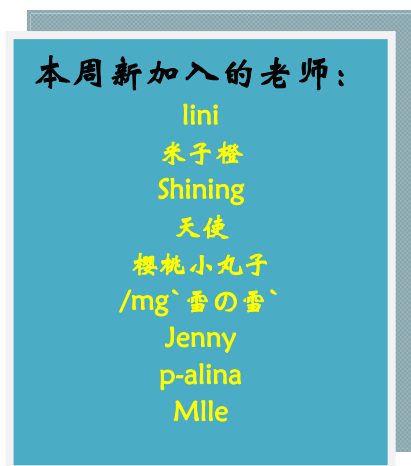 本周新加入的老师：
lini
米子橙
Shining
天使
樱桃小丸子
/mg`雪の雪`
Jenny
p-alina
Mlle